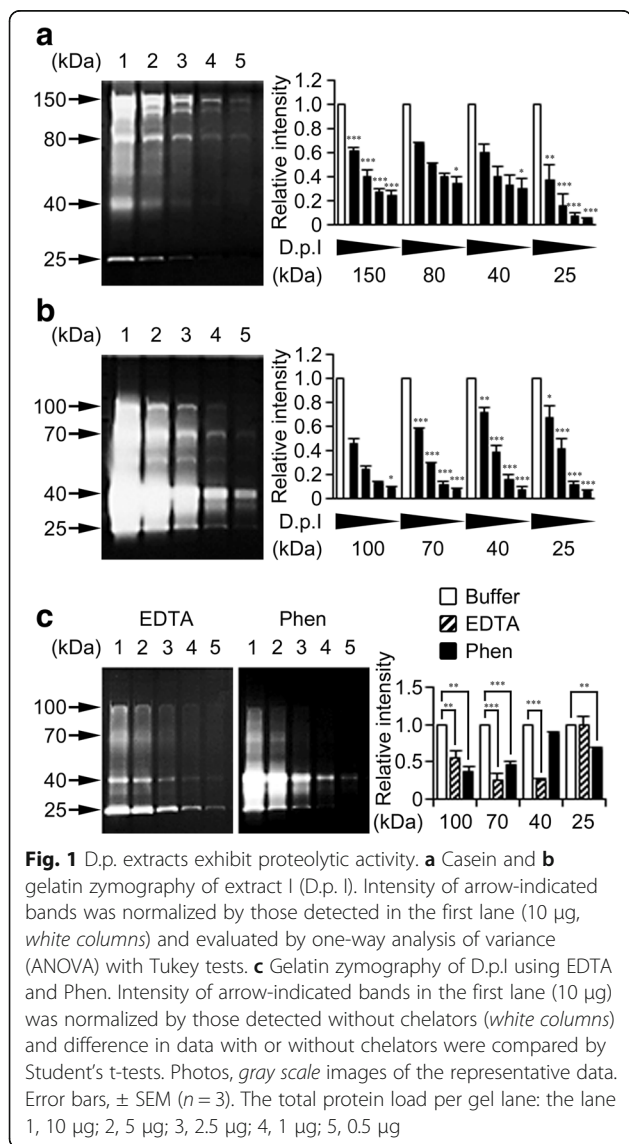 a
(kDa) 1 2 3 4 5
150
80
40
25
Relative intensity
1.2
1.0
0.8
0.6
0.4
0.2
0
*** *** *** *** * * ** *** *** ***
D.p.I
(kDa) 150 80 40 25
b
(kDa) 1 2 3 4 5
100
70
40
25
Relative intensity
1.2
1.0
0.8
0.6
0.4
0.2
0
* *** *** *** *** ** *** *** *** * *** *** ***
D.p.I
(kDa) 100 70 40 25
c
EDTA Phen
(kDa) 1 2 3 4 5 1 2 3 4 5
100
70
40
25
Buffer
EDTA
Phen
Relative intensity
1.5
1.0
0.5
0
** ** *** *** *** **
(kDa) 100 70 40 25
Fig. 1 D.p. extracts exhibit proteolytic activity. a Casein and b
gelatin zymography of extract I (D.p. I). Intensity of arrow-indicated
bands was normalized by those detected in the first lane (10 μg,
white columns) and evaluated by one-way analysis of variance
(ANOVA) with Tukey tests. c Gelatin zymography of D.p.I using EDTA
and Phen. Intensity of arrow-indicated bands in the first lane (10 μg)
was normalized by those detected without chelators (white columns)
and difference in data with or without chelators were compared by
Student's t-tests. Photos, gray scale images of the representative data.
Error bars, ± SEM (n = 3). The total protein load per gel lane: the lane
1, 10 μg; 2, 5 μg; 3, 2.5 μg; 4, 1 μg; 5, 0.5 μg